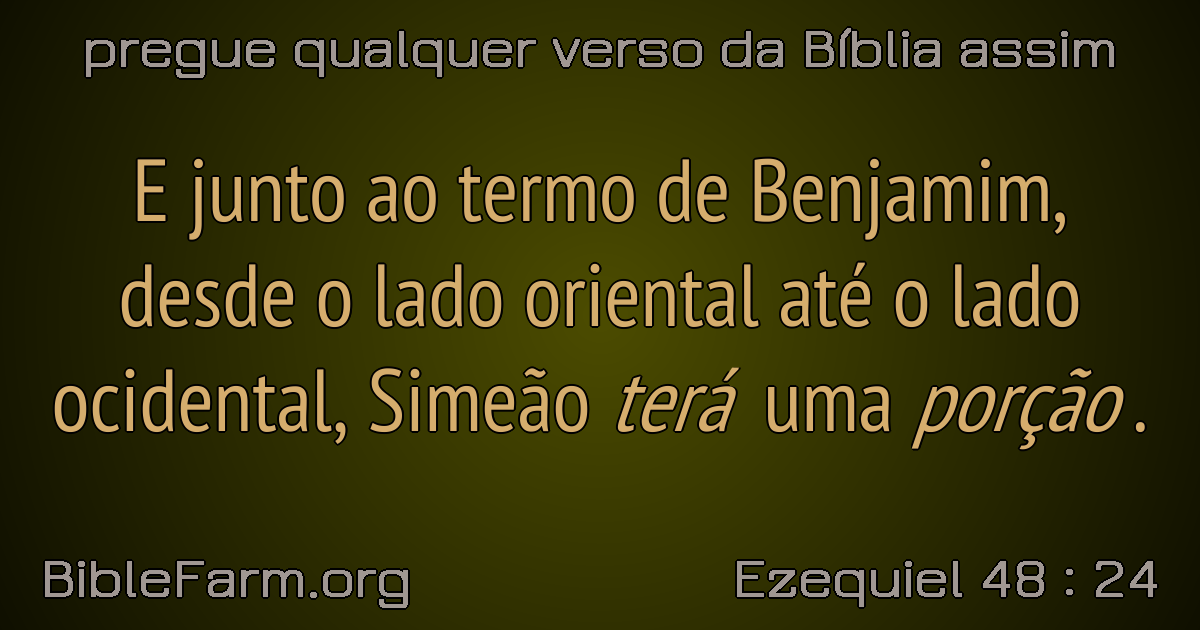 pregue qualquer verso da Bíblia assim
E junto ao termo de Benjamim,
desde o lado oriental até o lado
ocidental, Simeão terá uma porção.
BibleFarm.org
Ezequiel 48 : 24